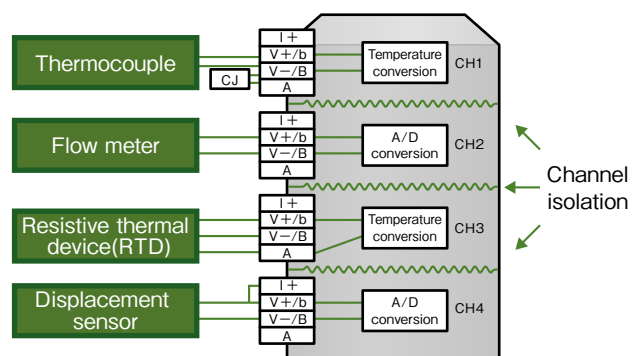 Thermocouple
CJ
I+
V+/b
V−/B
A
Temperature
conversion
CH1
Flow meter
I+
V+/b
V−/B
A
A/D
conversion
CH2
Channel
isolation
Resistive thermal
device(RTD)
I+
V+/b
V−/B
A
Temperature
conversion
CH3
Displacement
sensor
I+
V+/b
V−/B
A
A/D
conversion
CH4